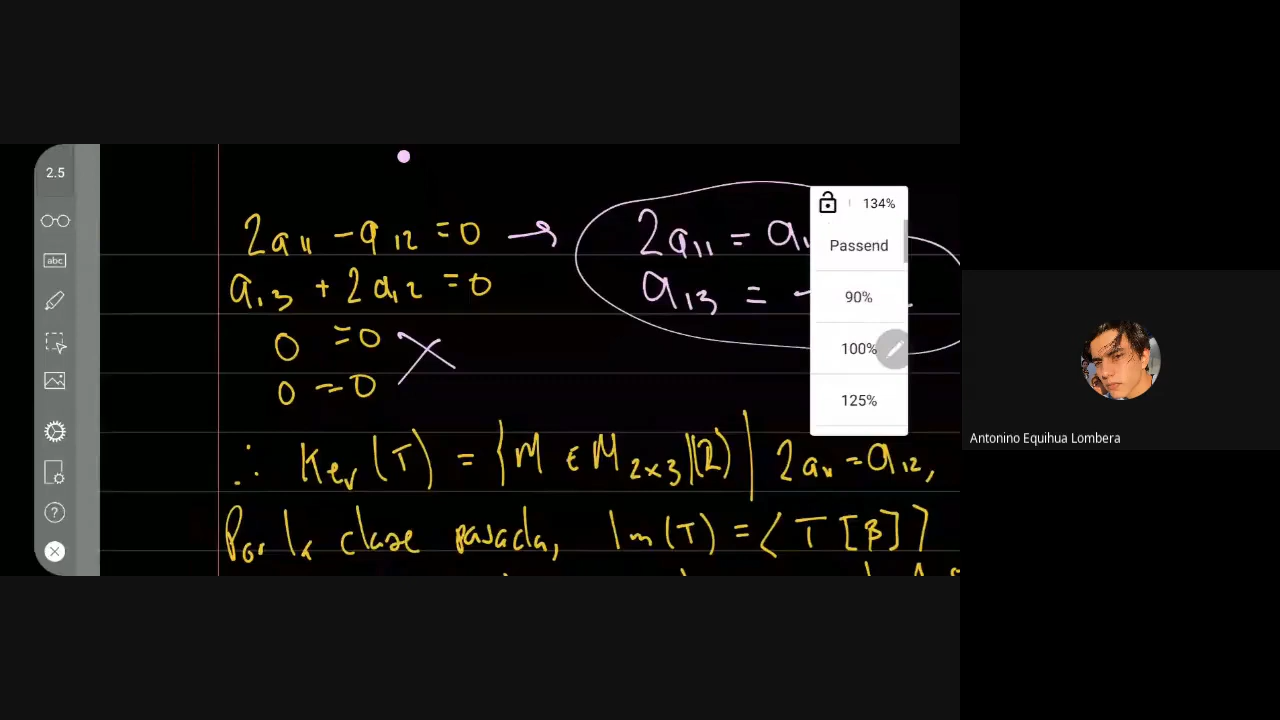 2.5
abc
2a₁₁ - a₁₂ = 0 → 2a₁₁ = a₁
a₁₃ + 2a₁₂ = 0 a₁₃ = -
0 = 0
0 = 0
∴ Ker(T) = {M ∈ M₂ₓ₃(R) | 2a₁₁ = a₁₂,
Por la clase pasada, Im(T) = ⟨T[β]⟩
134%
Passend
90%
100%
125%
?
Antonino Equihua Lombera